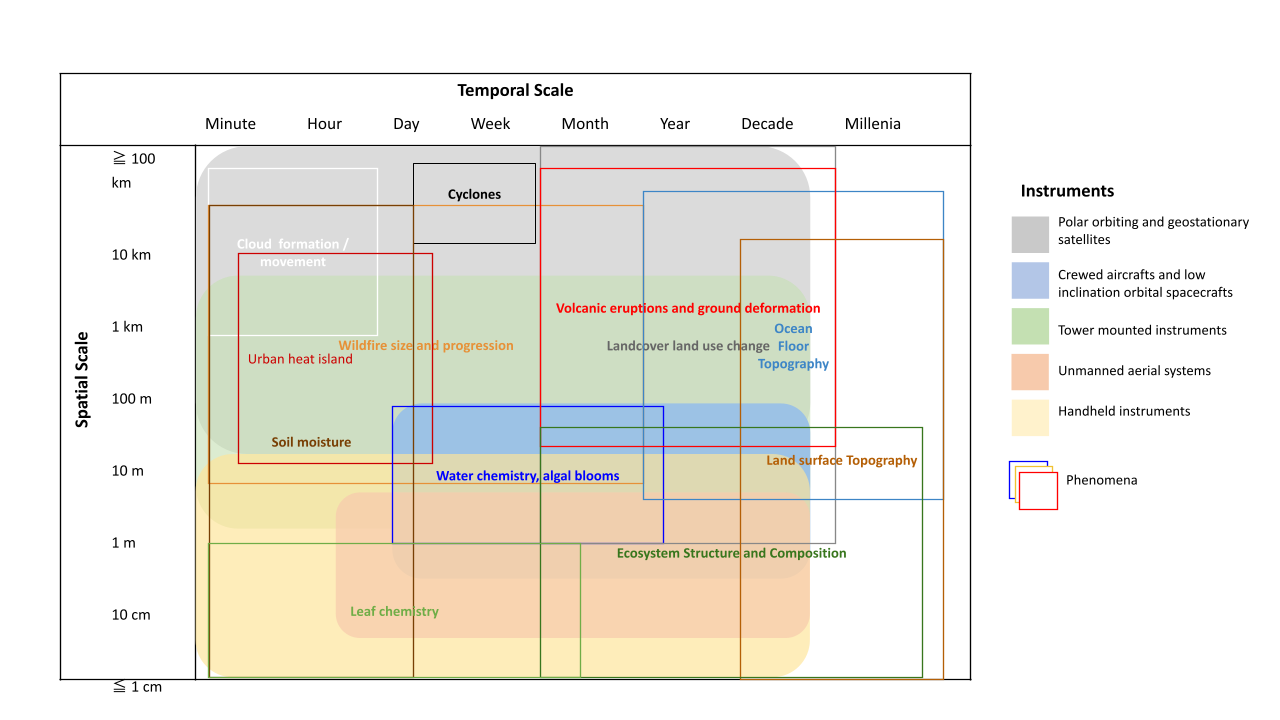 Temporal Scale
Minute Hour Day Week Month Year Decade Millenia
Spatial Scale
≧ 100
km
10 km
1 km
100 m
10 m
1 m
10 cm
≦ 1 cm
Cyclones
Cloud formation /
movement
Volcanic eruptions and ground deformation
Ocean
Floor
Topography
Wildfire size and progression
Landcover land use change
Urban heat island
Soil moisture
Land surface Topography
Water chemistry, algal blooms
Ecosystem Structure and Composition
Leaf chemistry
Instruments
Polar orbiting and geostationary
satellites
Crewed aircrafts and low
inclination orbital spacecrafts
Tower mounted instruments
Unmanned aerial systems
Handheld instruments
Phenomena